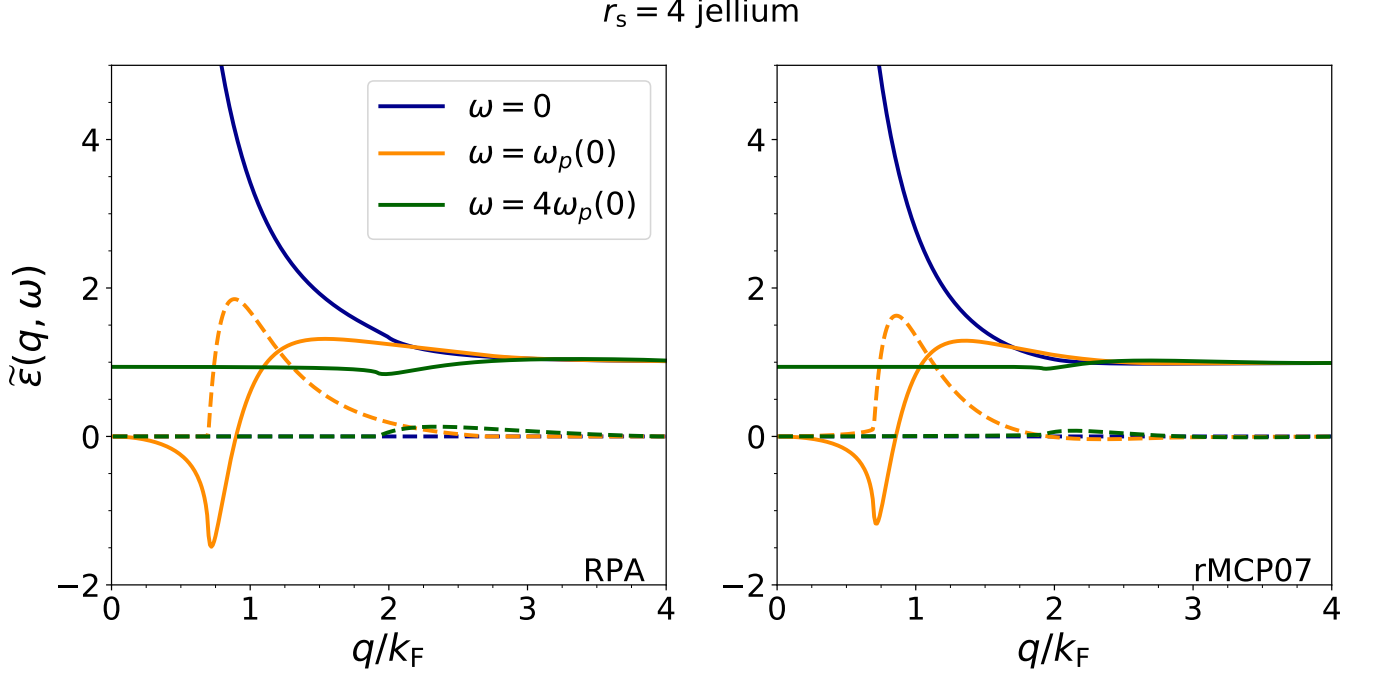 r_s = 4 jellium
ε̃(q, ω)
4
2
0
−2
ω = 0
ω = ω_p(0)
ω = 4ω_p(0)
RPA
0 1 2 3 4
q/k_F
4
2
0
−2
rMCP07
0 1 2 3 4
q/k_F